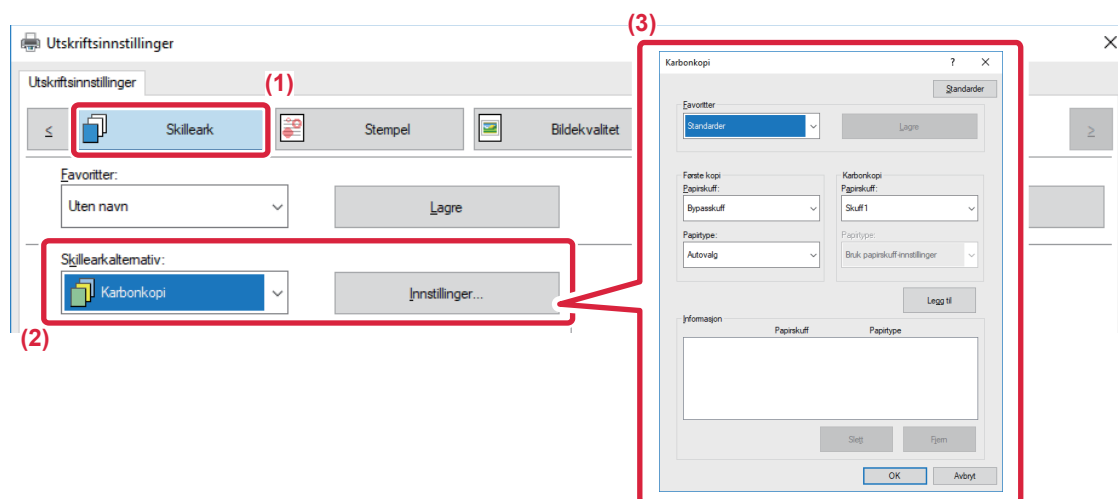 (3)
Utskriftsinnstillinger
Utskriftsinnstillinger
(1)
< Skilleark Stempel Bildekvalitet >
Favoritter:
Uten navn Lagre
Skillearkalternativ:
Karbonkopi Innstillinger...
(2)
Karbonkopi ? ×
Standarder
Favoritter
Standarder Lagre
Første kopi Karbonkopi
Papirskuff: Papirskuff:
Bypasskuff Skuff1
Papirtype: Papirtype:
Autovalg Bruk papirskuff-innstillinger
Legg til
Informasjon
Papirskuff Papirtype
Slett Fjern
OK Avbryt